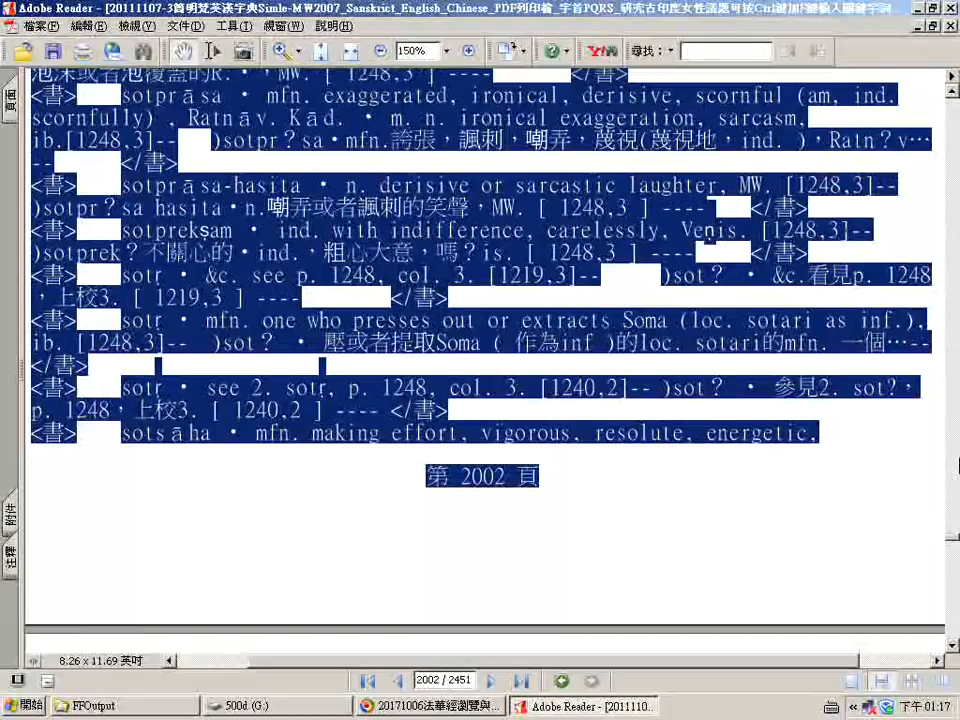 Adobe Reader - [20111107-3簡明梵英漢字典Simle-MW2007_Sanskrict_English_Chinese_PDF列印檔_字首PQRS_研究古印度女性議題可按Ctrl鍵加F鍵輸入關鍵字詞
檔案(F) 編輯(E) 檢視(V) 文件(D) 工具(T) 視窗(W) 說明(H)
150% 尋找：
頁面
泡沫或者泡覆蓋的R.・，MW. [ 1248,3 ] ---- </書>
<書> sotprāsa ・ mfn. exaggerated, ironical, derisive, scornful (am, ind.
scornfully) , Ratnāv. Kād. ・ m. n. ironical exaggeration, sarcasm,
ib.[1248,3]-- )sotpr？sa・mfn.誇張，諷刺，嘲弄，蔑視(蔑視地，ind. )，Ratn？v…
-- </書>
<書> sotprāsa-hasita ・ n. derisive or sarcastic laughter, MW. [1248,3]--
)sotpr？sa hasita・n.嘲弄或者諷刺的笑聲，MW. [ 1248,3 ] ---- </書>
<書> sotprekṣam ・ ind. with indifference, carelessly, Veṇis. [1248,3]--
)sotprek？不關心的・ind.，粗心大意，嗎？is. [ 1248,3 ] ---- </書>
<書> sotṛ ・ &c. see p. 1248, col. 3. [1219,3]-- )sot？ ・ &c.看見p. 1248
，上校3. [ 1219,3 ] ---- </書>
<書> sotṛ ・ mfn. one who presses out or extracts Soma (loc. sotari as inf.),
ib. [1248,3]-- )sot？ ・ 壓或者提取Soma ( 作為inf )的loc. sotari的mfn. 一個…--
</書>
<書> sotṛ ・ see 2. sotṛ, p. 1248, col. 3. [1240,2]-- )sot？ ・ 參見2. sot?，
p. 1248，上校3. [ 1240,2 ] ---- </書>
<書> sotsāha ・ mfn. making effort, vigorous, resolute, energetic,
第 2002 頁
附件
注釋
8.26 x 11.69 英吋
2002 / 2451
開始 FFOutput 500d (G:) 20171006法華經瀏覽與... Adobe Reader - [2011110... 下午 01:17